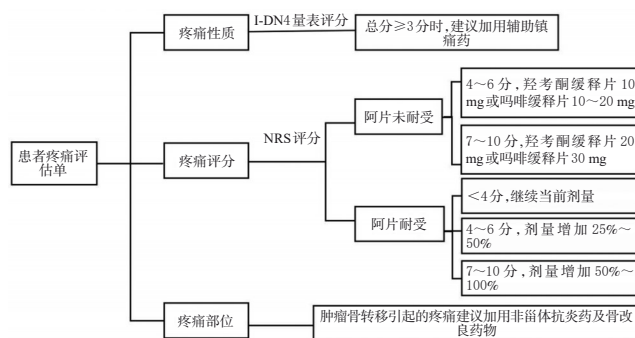 患者疼痛评
估单
疼痛性质
I-DN4量表评分
总分≥3分时,建议加用辅助镇
痛药
疼痛评分
NRS评分
阿片未耐受
4～6分,羟考酮缓释片10
mg或吗啡缓释片10～20 mg
7～10分,羟考酮缓释片20
mg或吗啡缓释片30 mg
阿片耐受
<4分,继续当前剂量
4～6分,剂量增加25%～
50%
7～10分,剂量增加50%～
100%
疼痛部位
肿瘤骨转移引起的疼痛建议加用非甾体抗炎药及骨改
良药物